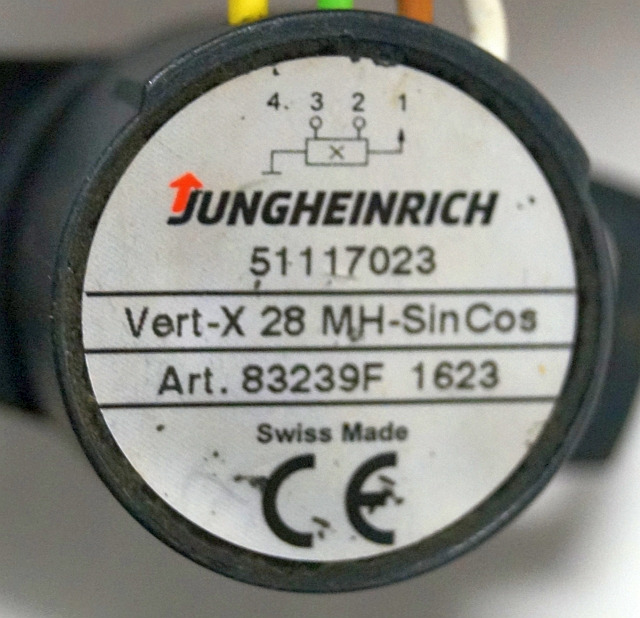 4. 3 2 1
X
JUNGHEINRICH
51117023
Vert-X 28 MH-SinCos
Art. 83239F 1623
Swiss Made
CE